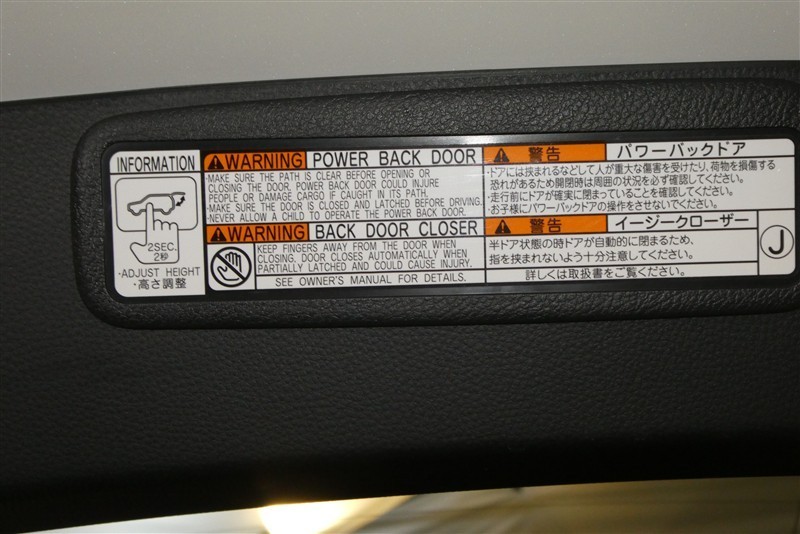 INFORMATION
2SEC.
2秒
·ADJUST HEIGHT
·高さ調整
WARNING POWER BACK DOOR
·MAKE SURE THE PATH IS CLEAR BEFORE OPENING OR
CLOSING THE DOOR. POWER BACK DOOR COULD INJURE
PEOPLE OR DAMAGE CARGO IF CAUGHT IN ITS PATH.
·MAKE SURE THE DOOR IS CLOSED AND LATCHED BEFORE DRIVING.
·NEVER ALLOW A CHILD TO OPERATE THE POWER BACK DOOR.
WARNING BACK DOOR CLOSER
KEEP FINGERS AWAY FROM THE DOOR WHEN
CLOSING. DOOR CLOSES AUTOMATICALLY WHEN
PARTIALLY LATCHED AND COULD CAUSE INJURY.
SEE OWNER'S MANUAL FOR DETAILS.
警告 パワーバックドア
·ドアには挟まれるなどして人が重大な傷害を受けたり、荷物を損傷する
恐れがあるため開閉時は周囲の状況を必ず確認してください。
·走行前にドアが確実に閉まっていることを確認してください。
·お子様にパワーバックドアの操作をさせないでください。
警告 イージークローザー
半ドア状態の時ドアが自動的に閉まるため、
指を挟まれないよう十分注意してください。
詳しくは取扱書をご覧ください。
J